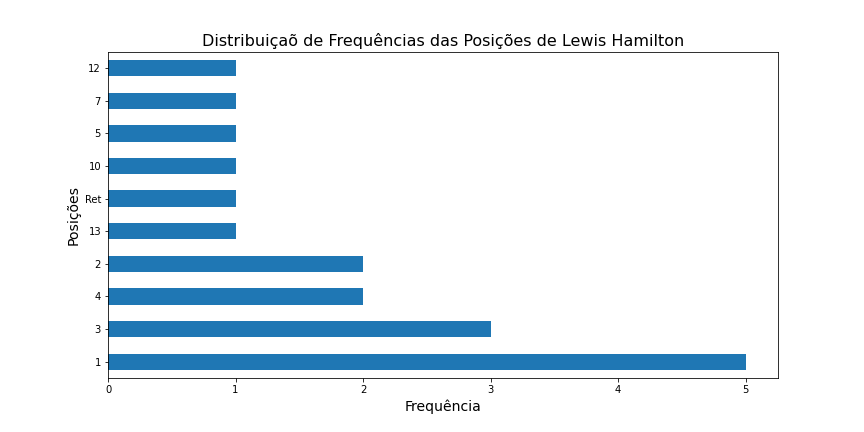 Distribuiçaõ de Frequências das Posições de Lewis Hamilton
12
7
5
10
Ret
13
2
4
3
1
Posições
0 1 2 3 4 5
Frequência